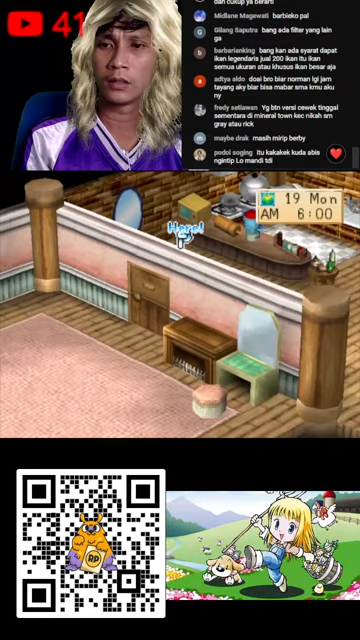 41
dan cukup ya berarti
Midlane Magewati barbieko pal
Gilang Saputra bang ada filter yang lain
ga
barbarianking bang kan ada syarat dapat
ikan legendaris jual 200 ikan itu ikan
semua ukuran atau khusus ikan besar aja
aditya aldo doai bro biar norman lgi jam
tayang aky biar bisa mabar sma kmu aku
ny
fredy setiawan Yg btn versi cewek tinggal
sementara di mineral town kec nikah sm
gray atau rick
maybe drak masih mirip berby
podol soging itu kakakek kuda abis
ngintip Lo mandi tdi
19 Mon
AM 6:00
Here!
RP